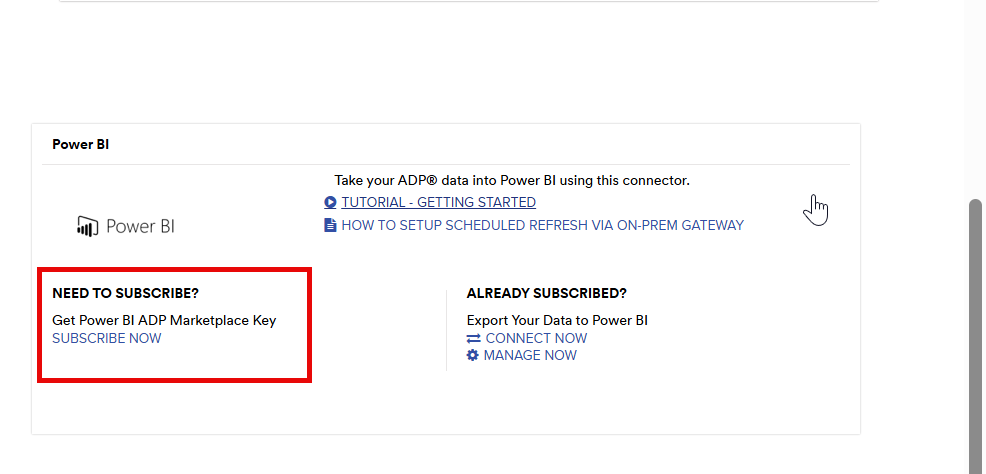 Power BI
Take your ADP® data into Power BI using this connector.
TUTORIAL - GETTING STARTED
HOW TO SETUP SCHEDULED REFRESH VIA ON-PREM GATEWAY
Power BI
NEED TO SUBSCRIBE?
Get Power BI ADP Marketplace Key
SUBSCRIBE NOW
ALREADY SUBSCRIBED?
Export Your Data to Power BI
CONNECT NOW
MANAGE NOW